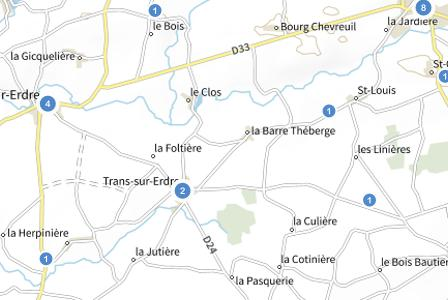 1
le Bois
8
la Jardière
Bourg Chevreuil
la Gicquelière
D33
1
le Clos
St-Louis
r-Erdre
4
1
la Barre Théberge
la Foltière
les Linières
Trans-sur-Erdre
2
1
la Culière
la Herpinière
D24
1
la Jutière
la Cotinière
le Bois Bautier
la Pasquerie